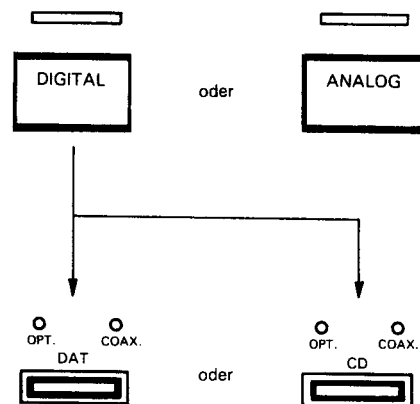 DIGITAL oder ANALOG
OPT. COAX. OPT. COAX.
DAT oder CD